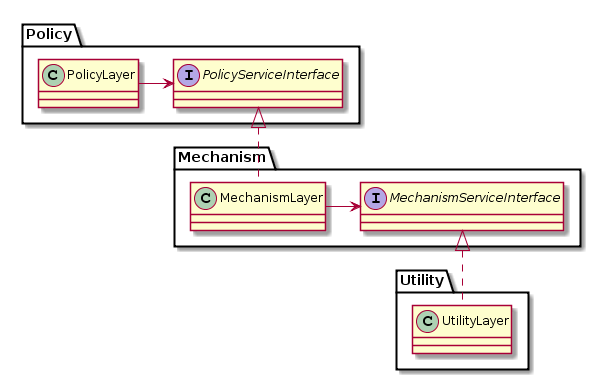 Policy
C PolicyLayer
I PolicyServiceInterface
Mechanism
C MechanismLayer
I MechanismServiceInterface
Utility
C UtilityLayer